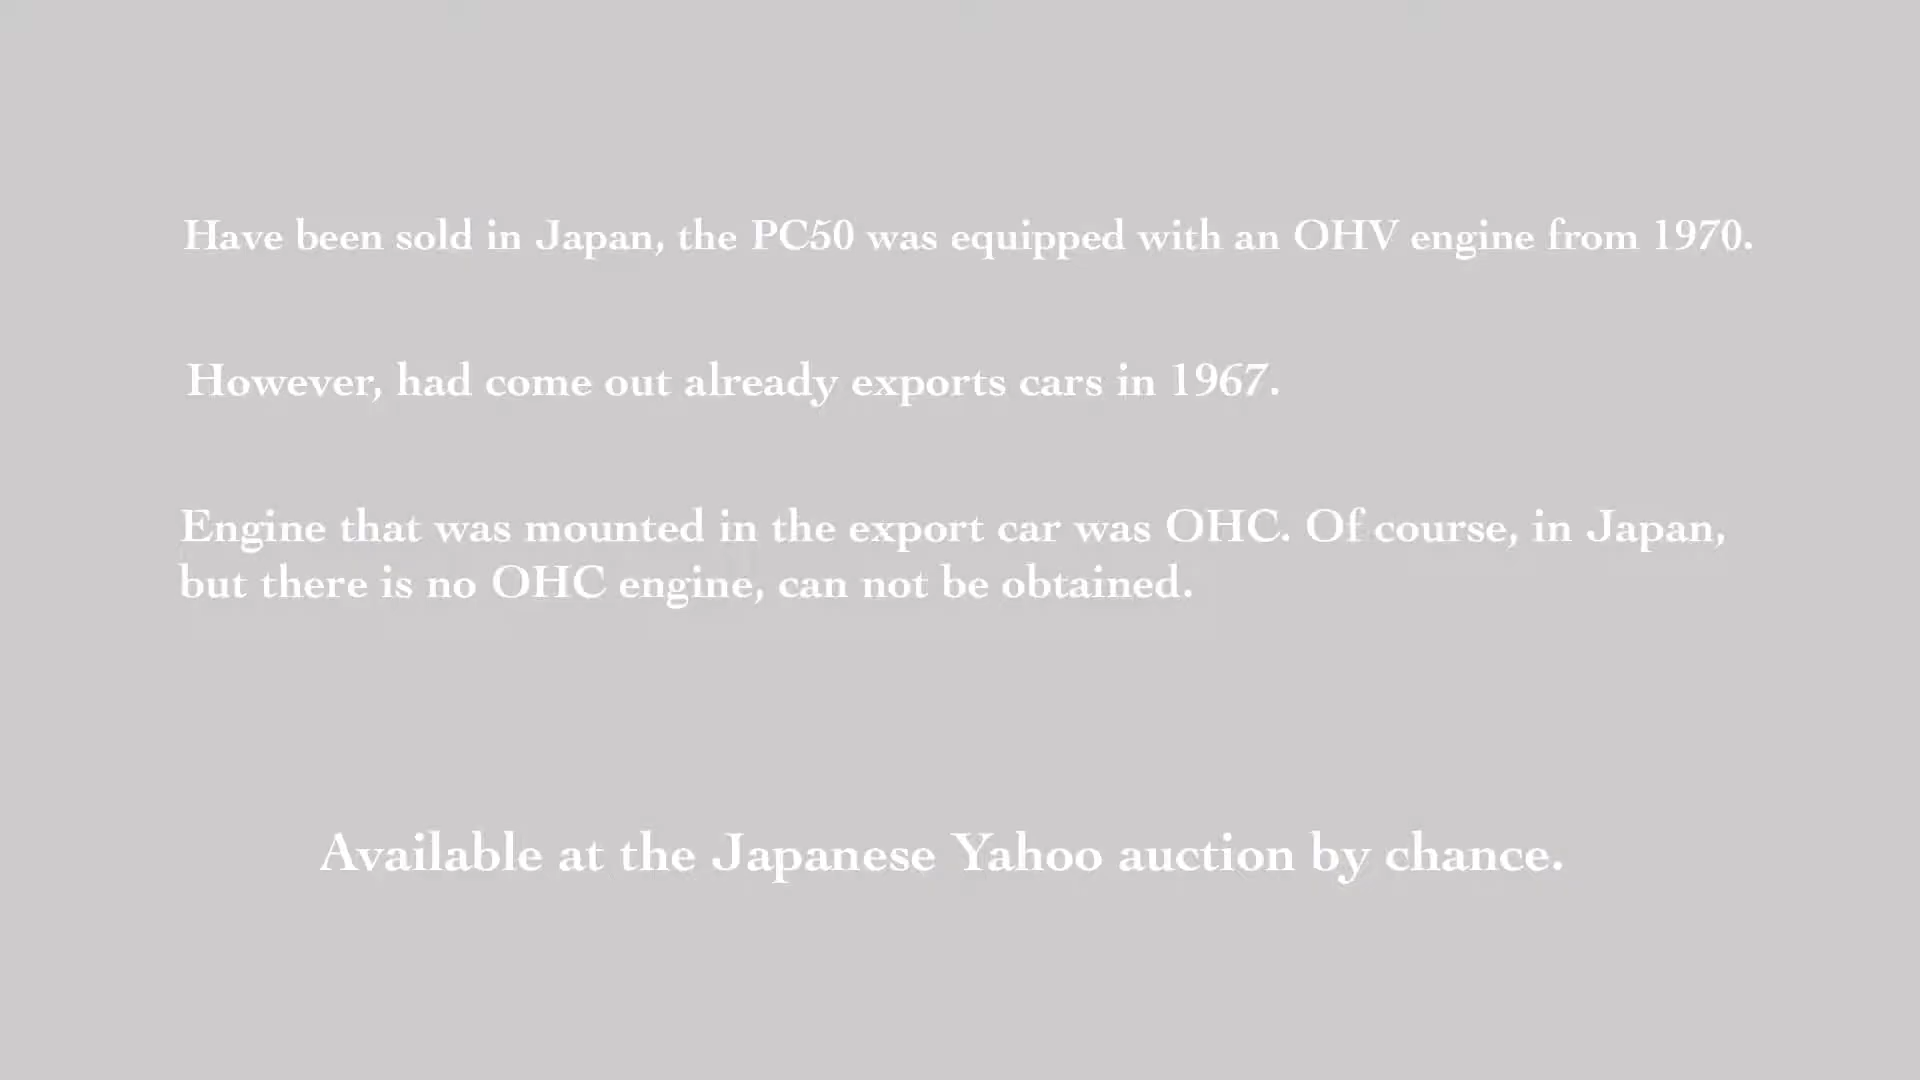 Have been sold in Japan, the PC50 was equipped with an OHV engine from 1970.
However, had come out already exports cars in 1967.
Engine that was mounted in the export car was OHC. Of course, in Japan,
but there is no OHC engine, can not be obtained.
Available at the Japanese Yahoo auction by chance.